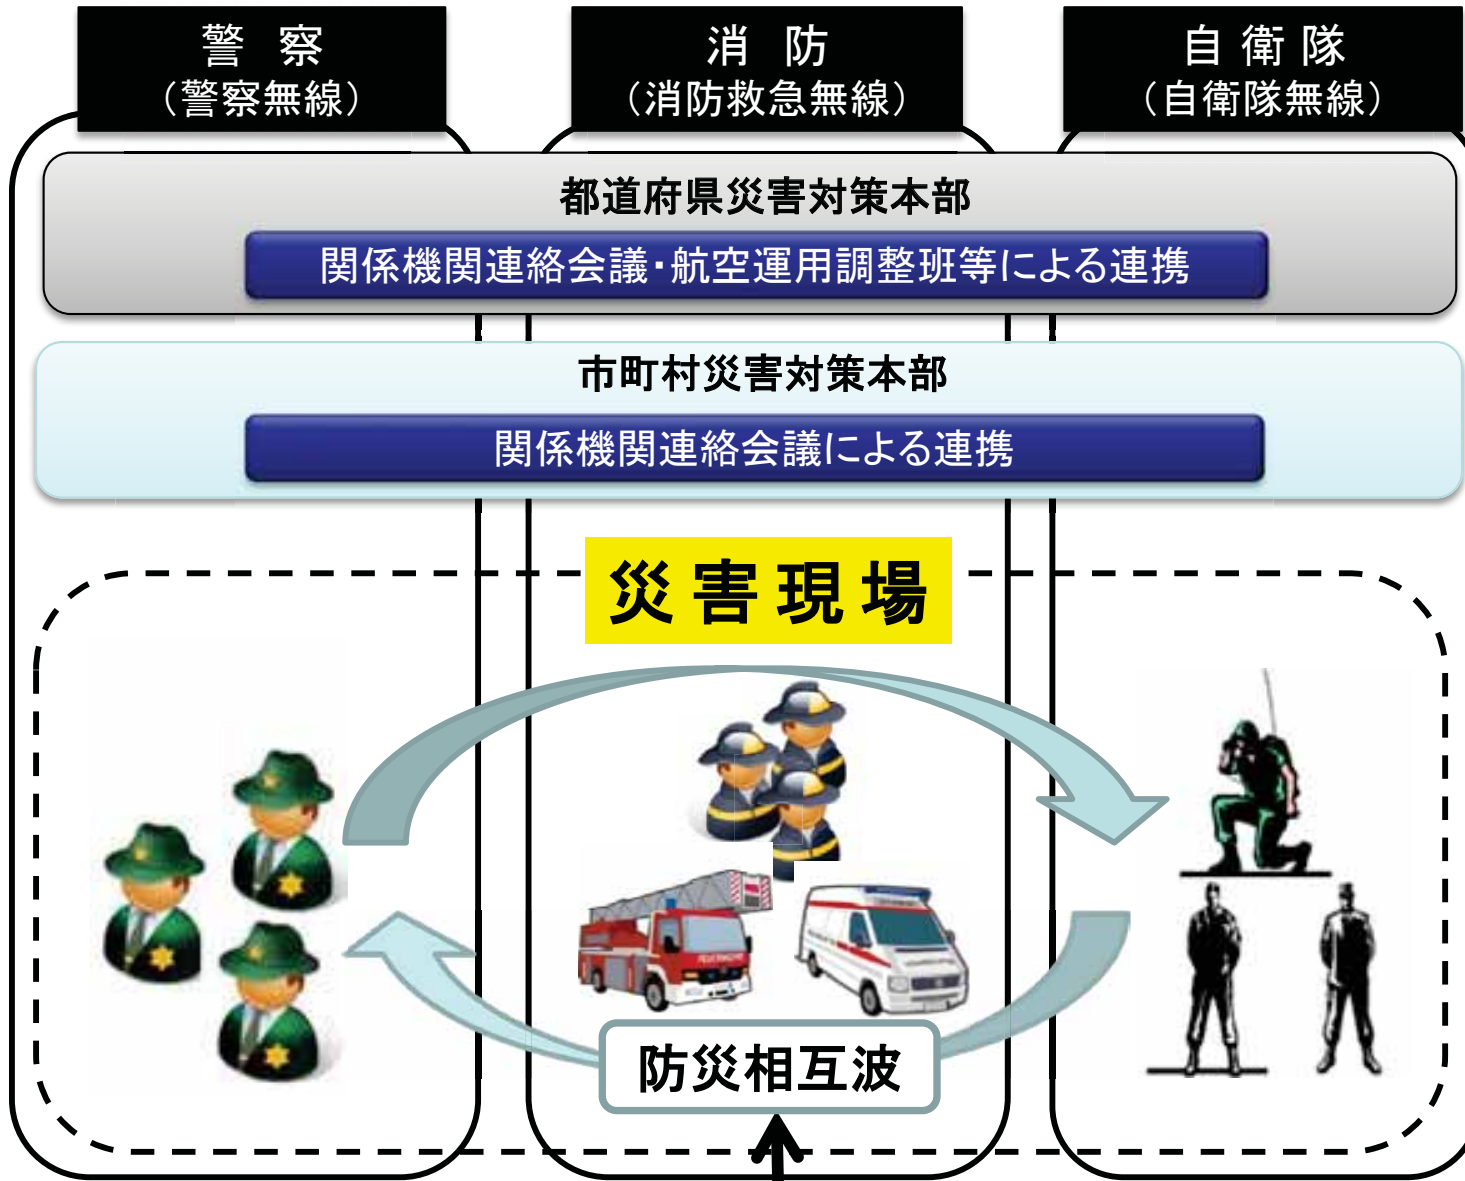 警 察
（警察無線）
消 防
（消防救急無線）
自 衛 隊
（自衛隊無線）
都道府県災害対策本部
関係機関連絡会議・航空運用調整班等による連携
市町村災害対策本部
関係機関連絡会議による連携
災害現場
防災相互波